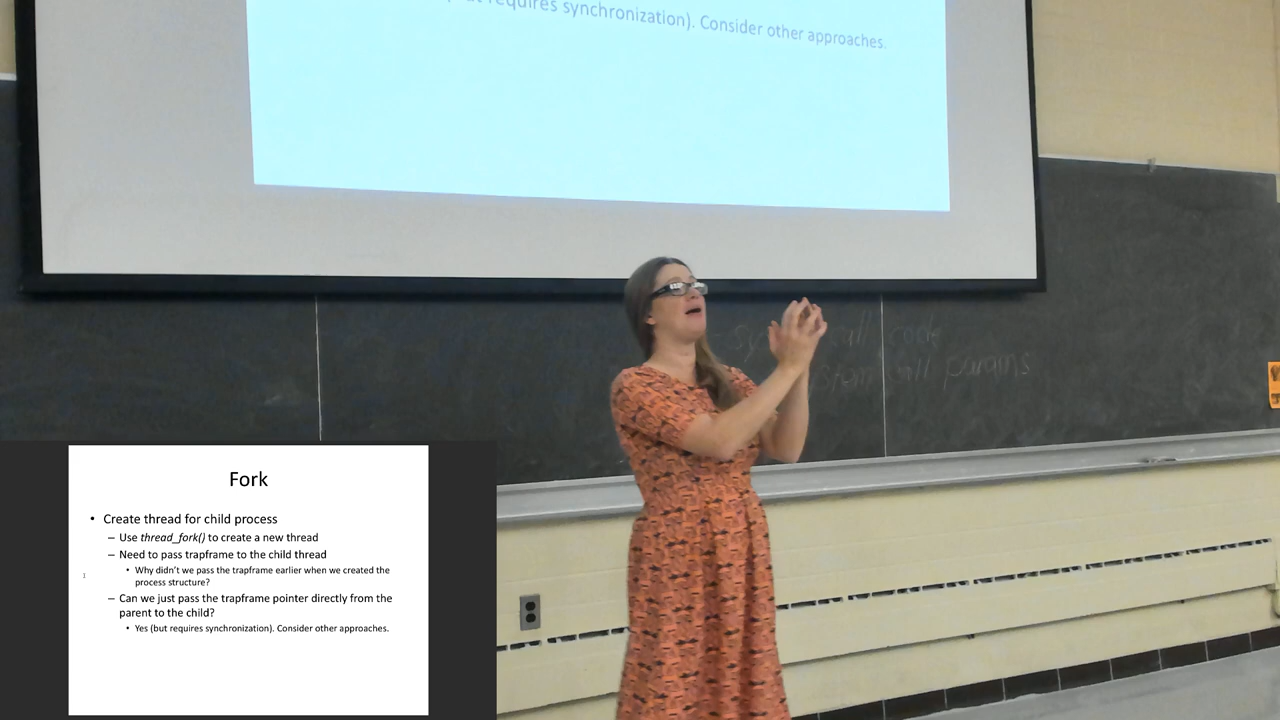 requires synchronization). Consider other approaches.
call code
system call params
Fork
• Create thread for child process
– Use thread_fork() to create a new thread
– Need to pass trapframe to the child thread
• Why didn't we pass the trapframe earlier when we created the
process structure?
– Can we just pass the trapframe pointer directly from the
parent to the child?
• Yes (but requires synchronization). Consider other approaches.